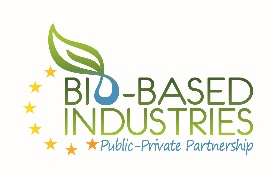 BIO-BASED
INDUSTRIES
Public-Private Partnership